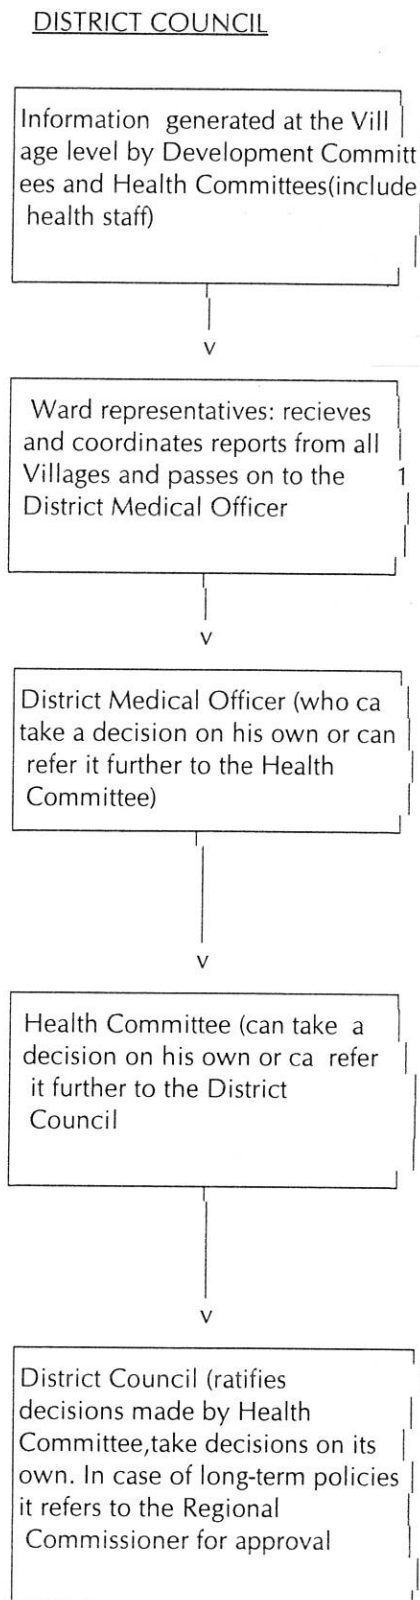 DISTRICT COUNCIL
Information generated at the Vill
age level by Development Committ
ees and Health Committees(include
health staff)
v
Ward representatives: recieves
and coordinates reports from all
Villages and passes on to the 1
District Medical Officer
v
District Medical Officer (who ca
take a decision on his own or can
refer it further to the Health
Committee)
v
Health Committee (can take a
decision on his own or ca refer
it further to the District
Council
v
District Council (ratifies
decisions made by Health
Committee,take decisions on its
own. In case of long-term policies
it refers to the Regional
Commissioner for approval